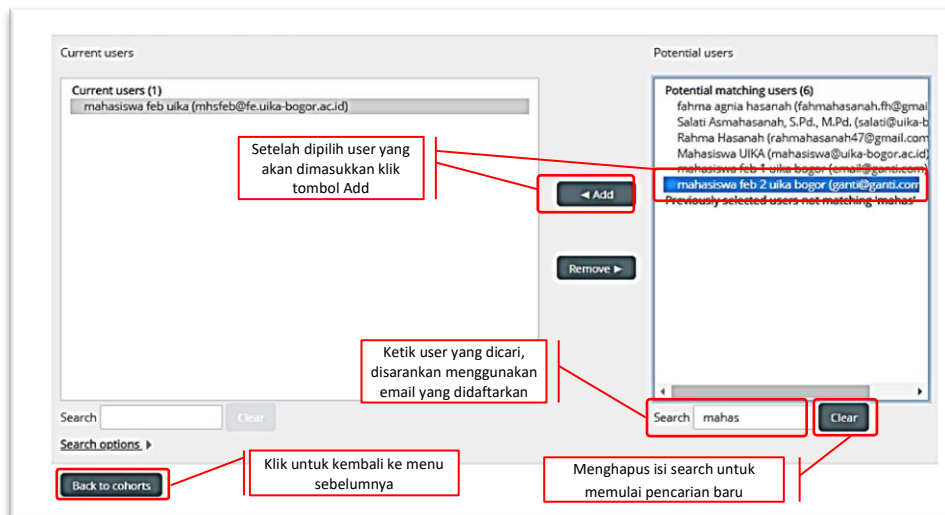 Current users
Potential users
Current users (1)
mahasiswa feb uika (mhsfeb@fe.uika-bogor.ac.id)
Potential matching users (6)
fahma agnia hasanah (fahmahasanah.fh@gmai
Salati Asmahasanah, S.Pd., M.Pd. (salati@uika-b
Rahma Hasanah (rahmahasanah47@gmail.com
Mahasiswa UIKA (mahasiswa@uika-bogor.ac.id)
mahasiswa feb 1 uika bogor (email@ganti.com)
mahasiswa feb 2 uika bogor (ganti@ganti.com
Previously selected users not matching 'mahas'
Setelah dipilih user yang
akan dimasukkan klik
tombol Add
◄ Add
Remove ►
Ketik user yang dicari,
disarankan menggunakan
email yang didaftarkan
Search
Clear
Search mahas
Clear
Search options ▶
Klik untuk kembali ke menu
sebelumnya
Menghapus isi search untuk
memulai pencarian baru
Back to cohorts